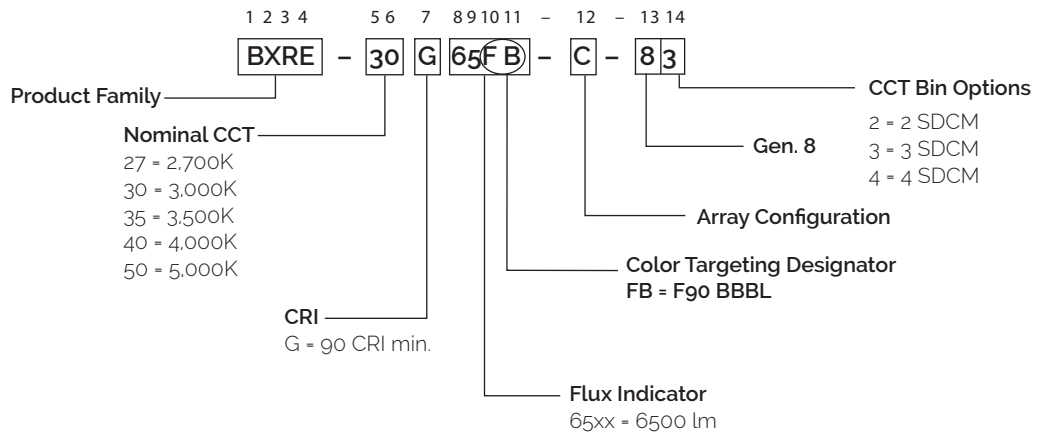 1 2 3 4 5 6 7 8 9 10 11 – 12 – 13 14
BXRE – 30 G 65F B – C – 8 3
Product Family
CCT Bin Options
2 = 2 SDCM
3 = 3 SDCM
4 = 4 SDCM
Nominal CCT
27 = 2,700K
30 = 3,000K
35 = 3,500K
40 = 4,000K
50 = 5,000K
Gen. 8
Array Configuration
Color Targeting Designator
FB = F90 BBBL
CRI
G = 90 CRI min.
Flux Indicator
65xx = 6500 lm